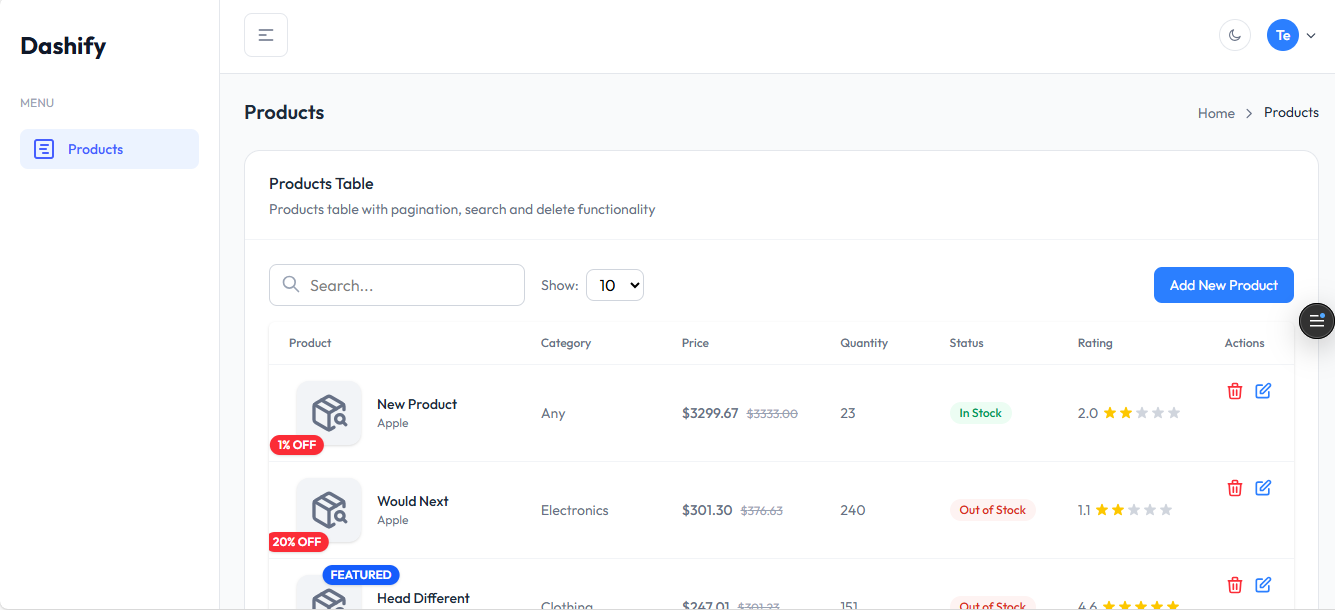 Dashify
Te
MENU
Products
Products
Home > Products
Products Table
Products table with pagination, search and delete functionality
Search...
Show: 10
Add New Product
Product Category Price Quantity Status Rating Actions
New Product
Apple
1% OFF
Any $3299.67 $3333.00 23 In Stock 2.0
Would Next
Apple
20% OFF
Electronics $301.30 $376.63 240 Out of Stock 1.1
FEATURED
Head Different
Clothing $247.01 $301.23 151 Out of Stock 4.6